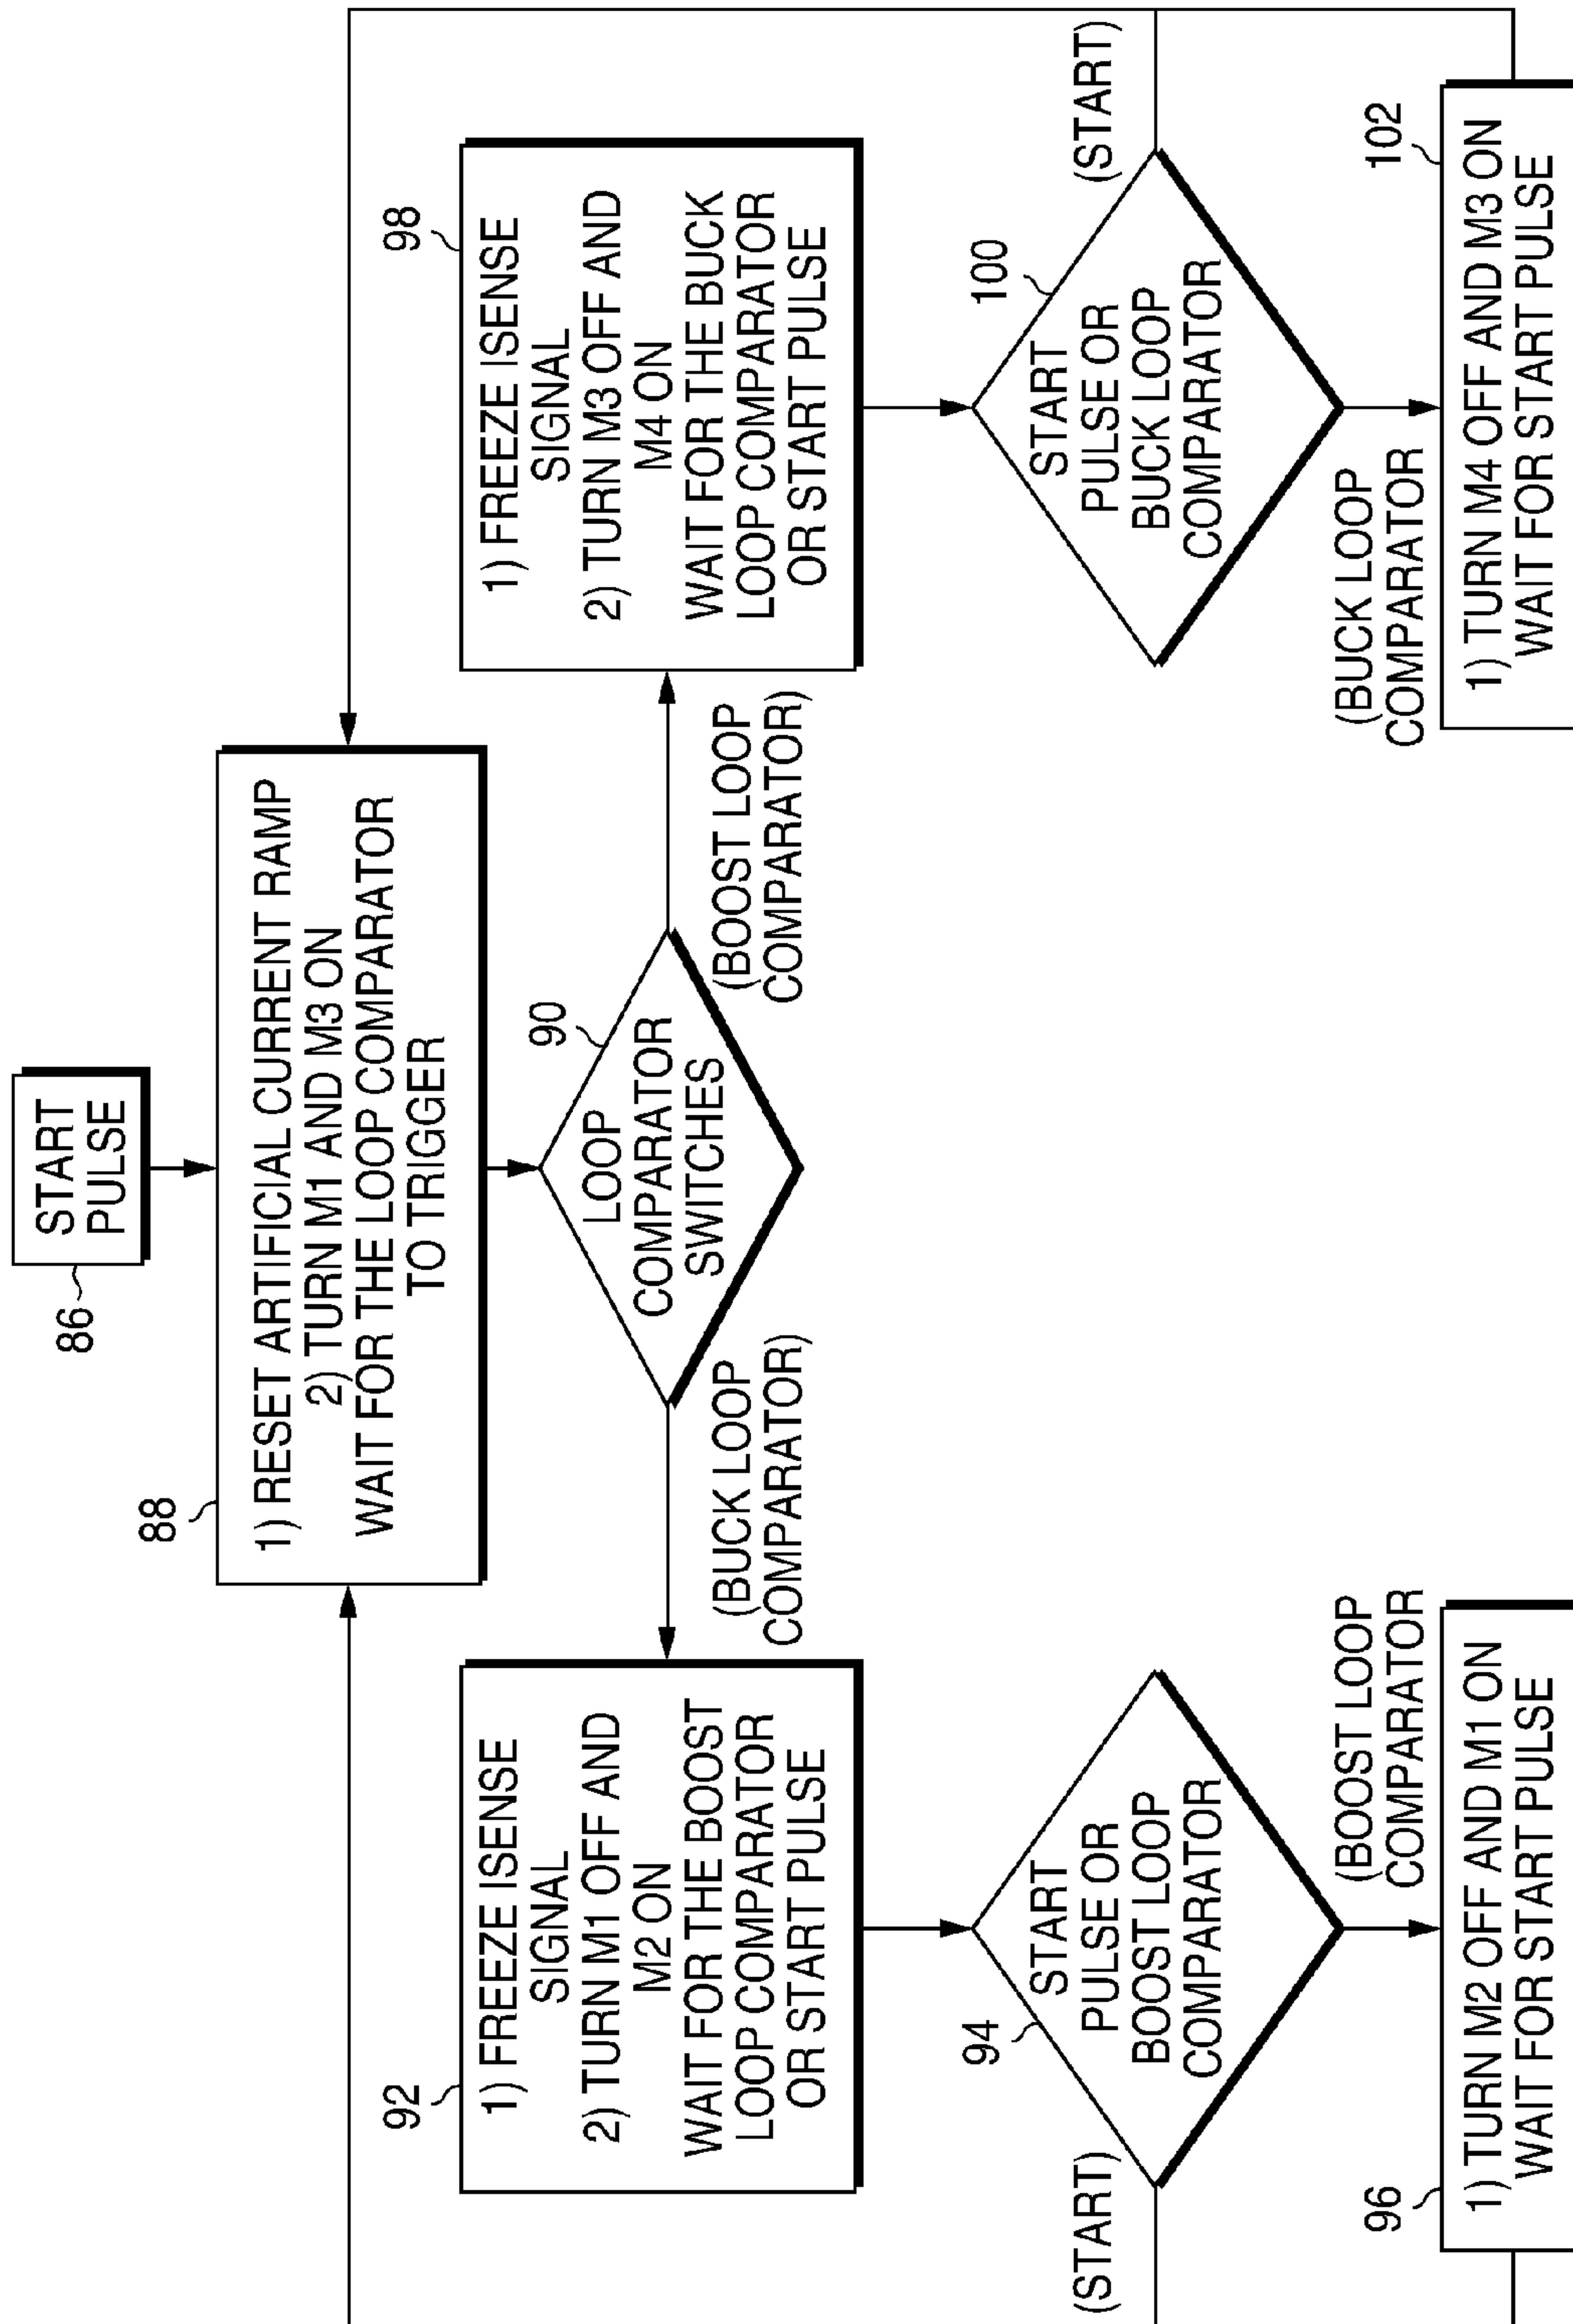 START
PULSE
86
88
1) RESET ARTIFICIAL CURRENT RAMP
2) TURN M1 AND M3 ON
WAIT FOR THE LOOP COMPARATOR
TO TRIGGER
90
LOOP
COMPARATOR
SWITCHES
(BUCK LOOP
COMPARATOR)
(BOOST LOOP
COMPARATOR)
92
1) FREEZE ISENSE
SIGNAL
2) TURN M1 OFF AND
M2 ON
WAIT FOR THE BOOST
LOOP COMPARATOR
OR START PULSE
98
1) FREEZE ISENSE
SIGNAL
2) TURN M3 OFF AND
M4 ON
WAIT FOR THE BUCK
LOOP COMPARATOR
OR START PULSE
94
START
PULSE OR
BOOST LOOP
COMPARATOR
(START)
(BOOST LOOP
COMPARATOR
100
START
PULSE OR
BUCK LOOP
COMPARATOR
(START)
(BUCK LOOP
COMPARATOR
96
1) TURN M2 OFF AND M1 ON
WAIT FOR START PULSE
102
1) TURN M4 OFF AND M3 ON
WAIT FOR START PULSE